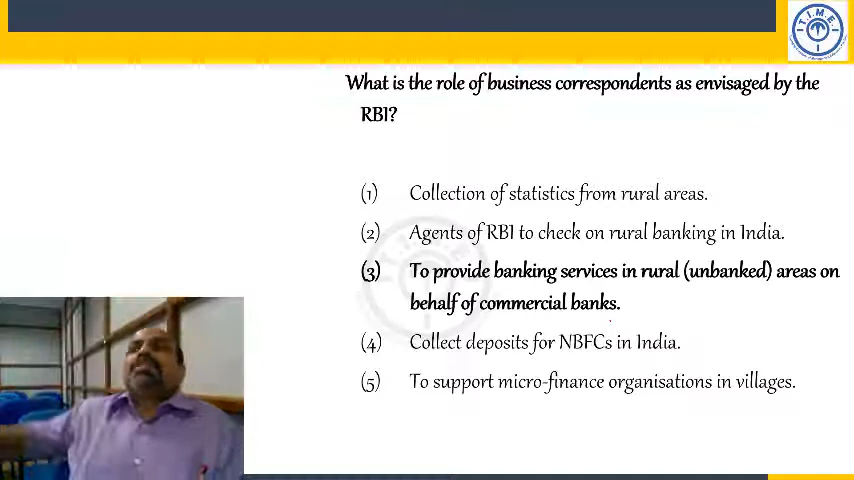 T.I.M.E.
What is the role of business correspondents as envisaged by the
RBI?
(1) Collection of statistics from rural areas.
(2) Agents of RBI to check on rural banking in India.
(3) To provide banking services in rural (unbanked) areas on
behalf of commercial banks.
(4) Collect deposits for NBFCs in India.
(5) To support micro-finance organisations in villages.